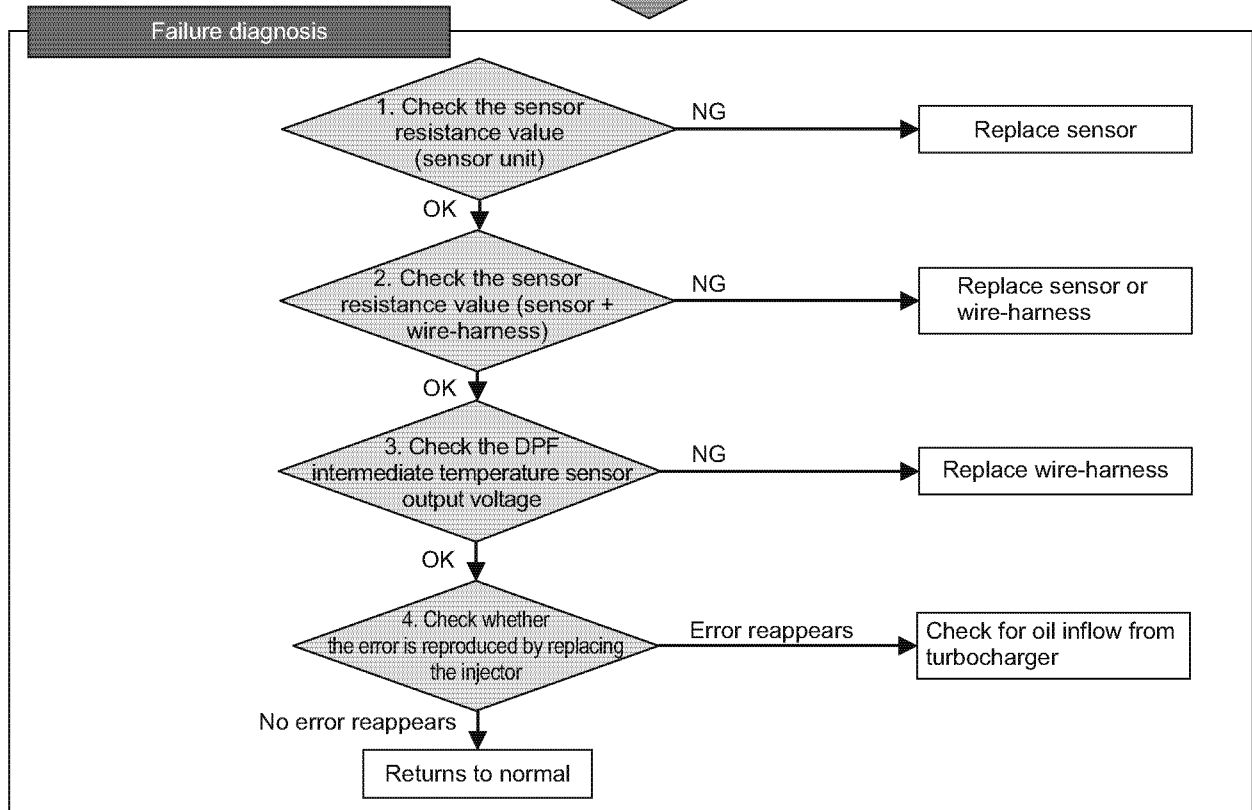 Failure diagnosis
1. Check the sensor
resistance value
(sensor unit)
NG
Replace sensor
OK
2. Check the sensor
resistance value (sensor +
wire-harness)
NG
Replace sensor or
wire-harness
OK
3. Check the DPF
intermediate temperature sensor
output voltage
NG
Replace wire-harness
OK
4. Check whether
the error is reproduced by replacing
the injector
Error reappears
Check for oil inflow from
turbocharger
No error reappears
Returns to normal